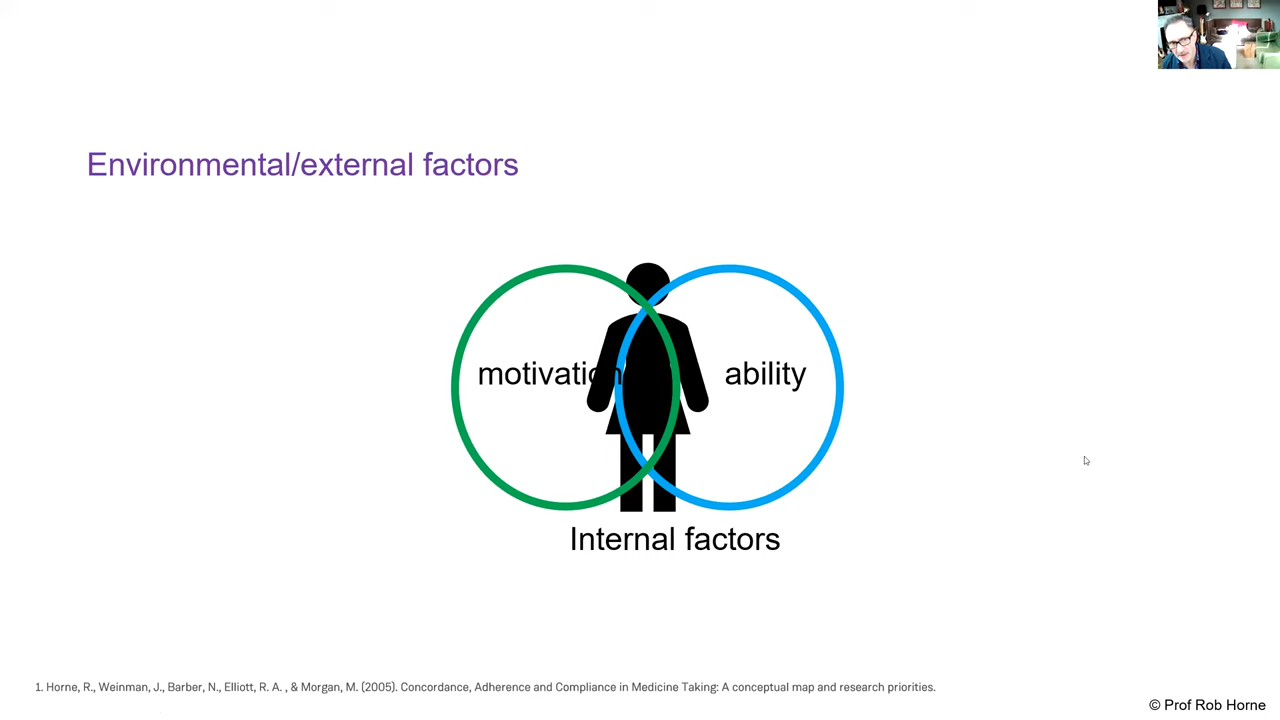 Environmental/external factors
motivation
ability
Internal factors
1. Horne, R., Weinman, J., Barber, N., Elliott, R. A. , & Morgan, M. (2005). Concordance, Adherence and Compliance in Medicine Taking: A conceptual map and research priorities.
© Prof Rob Horne